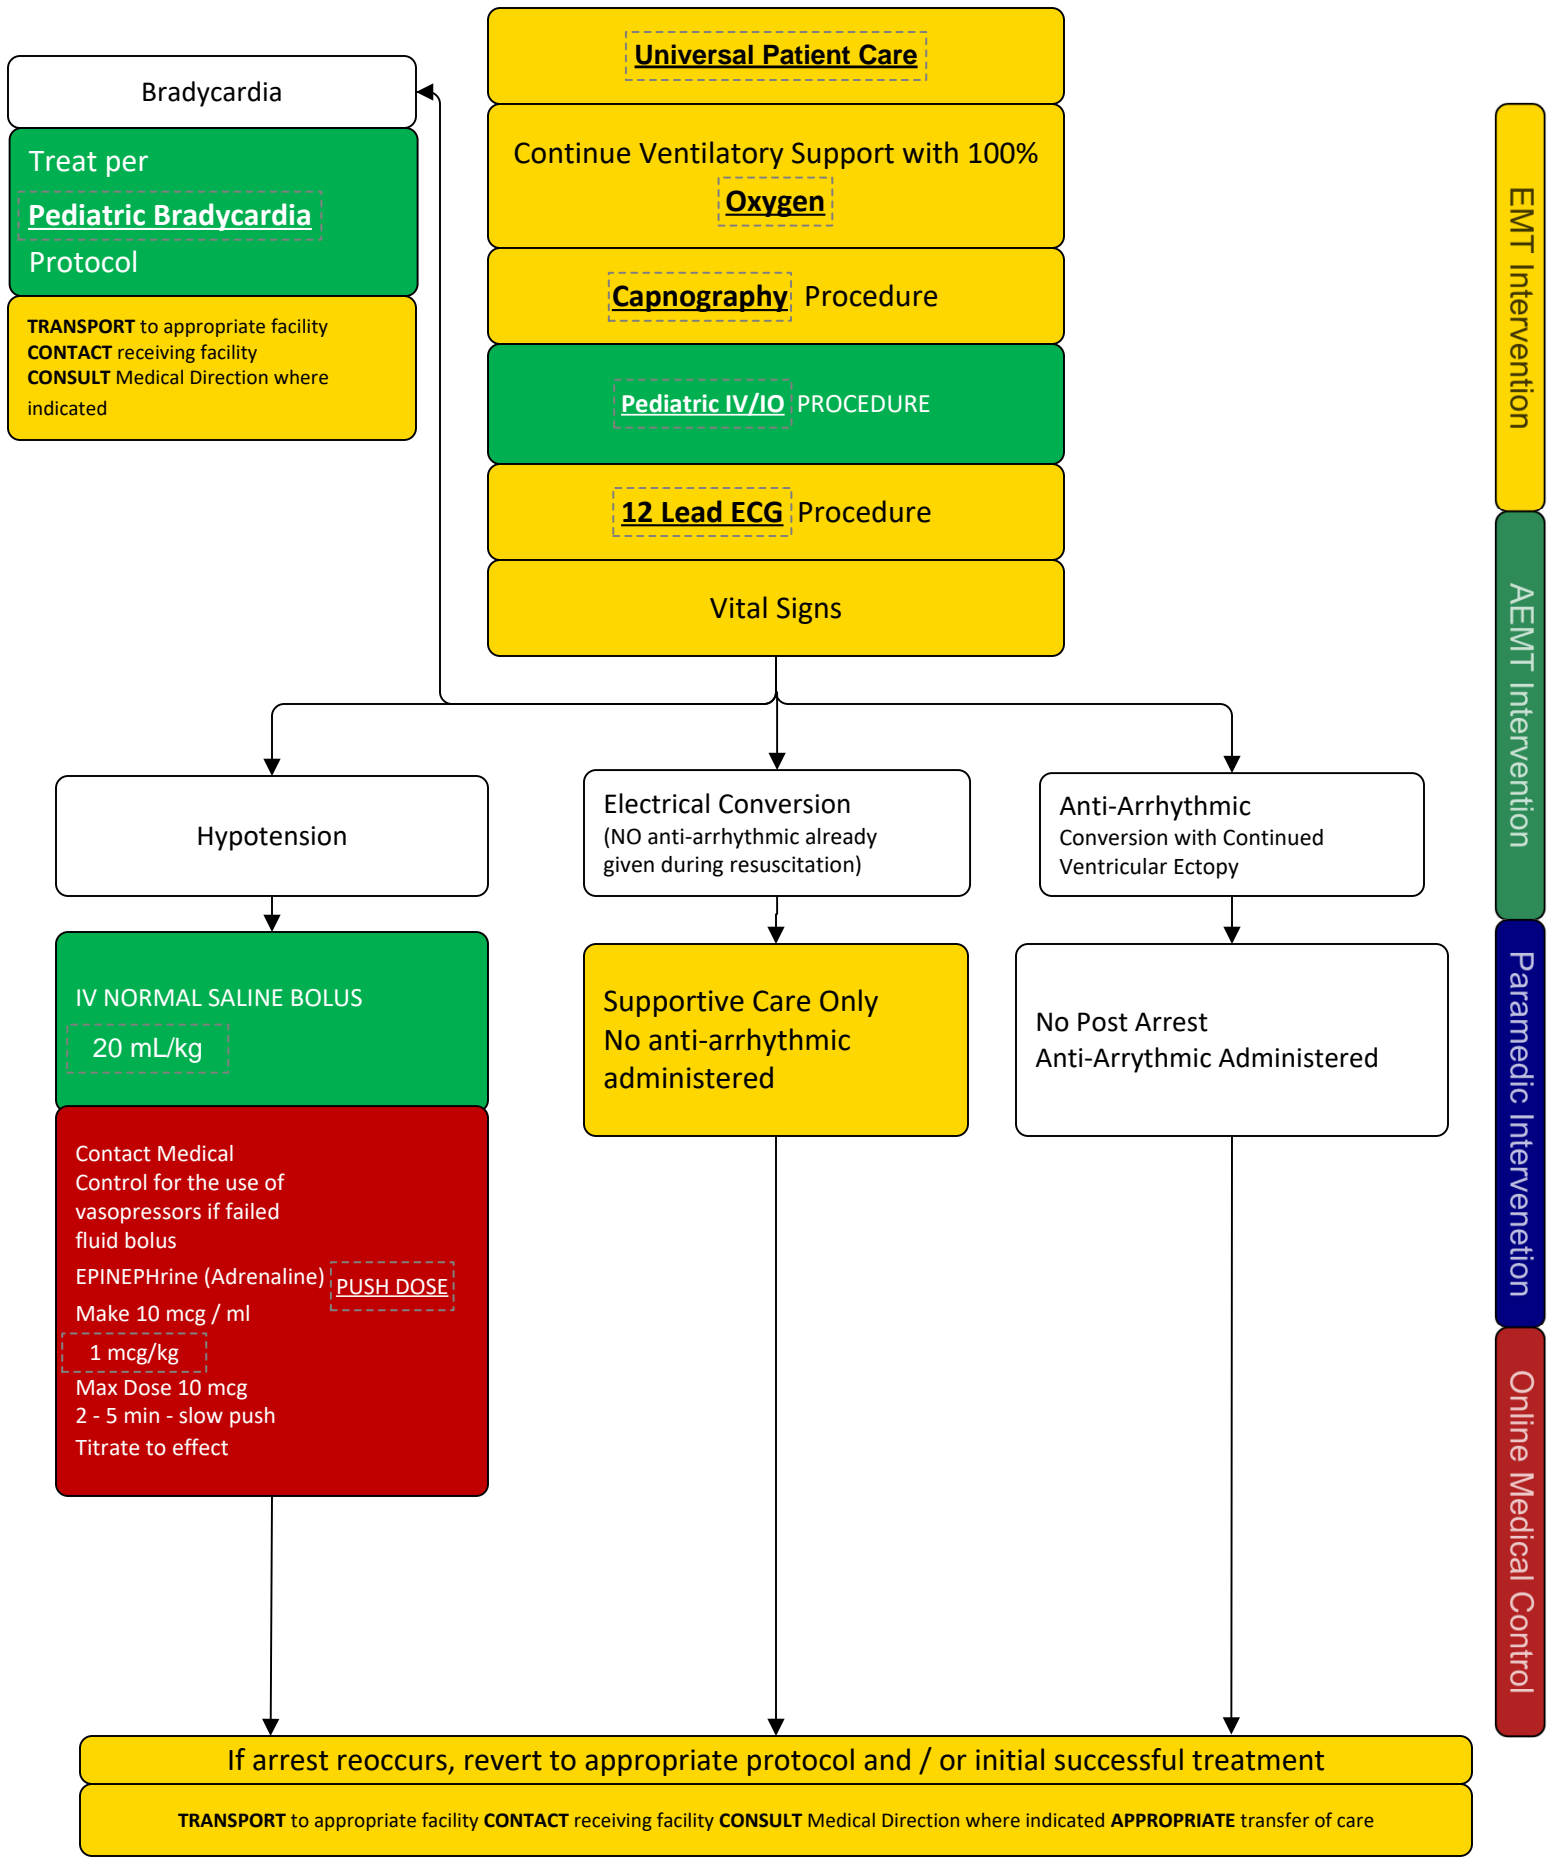 Universal Patient Care
Continue Ventilatory Support with 100%
Oxygen
Capnography Procedure
Pediatric IV/IO PROCEDURE
12 Lead ECG Procedure
Vital Signs
Bradycardia
Treat per
Pediatric Bradycardia
Protocol
TRANSPORT to appropriate facility
CONTACT receiving facility
CONSULT Medical Direction where
indicated
Hypotension
IV NORMAL SALINE BOLUS
20 mL/kg
Contact Medical
Control for the use of
vasopressors if failed
fluid bolus
EPINEPHrine (Adrenaline) PUSH DOSE
Make 10 mcg / ml
1 mcg/kg
Max Dose 10 mcg
2 - 5 min - slow push
Titrate to effect
Electrical Conversion
(NO anti-arrhythmic already
given during resuscitation)
Supportive Care Only
No anti-arrhythmic
administered
Anti-Arrhythmic
Conversion with Continued
Ventricular Ectopy
No Post Arrest
Anti-Arrythmic Administered
If arrest reoccurs, revert to appropriate protocol and / or initial successful treatment
TRANSPORT to appropriate facility CONTACT receiving facility CONSULT Medical Direction where indicated APPROPRIATE transfer of care
EMT Intervention
AEMT Intervention
Paramedic Intervenetion
Online Medical Control